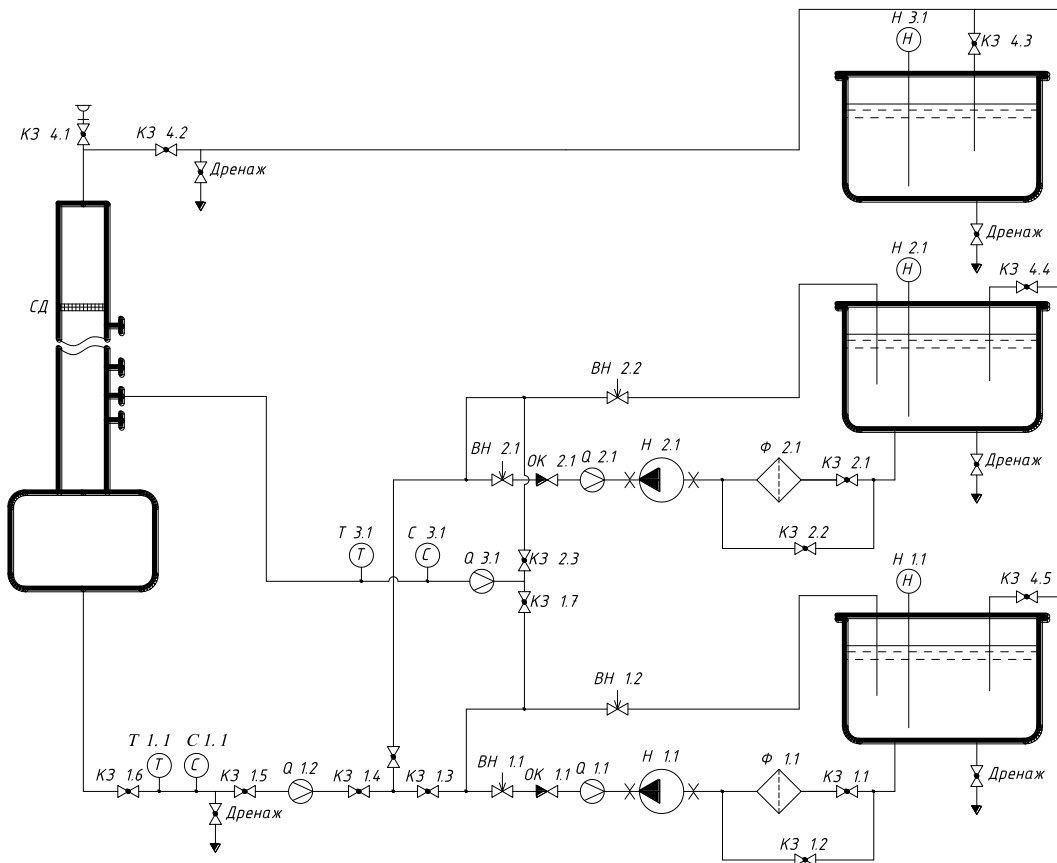 Н 3.1
Н
КЗ 4.3
КЗ 4.1
КЗ 4.2
Дренаж
Дренаж
Н 2.1
Н
КЗ 4.4
СД
ВН 2.2
ВН 2.1
ОК 2.1
Q 2.1
Н 2.1
Ф 2.1
КЗ 2.1
Дренаж
Т 3.1
Т
С 3.1
С
Q 3.1
КЗ 2.3
КЗ 2.2
Н 1.1
Н
КЗ 4.5
КЗ 1.7
ВН 1.2
Т 1.1
Т
С 1.1
С
КЗ 1.6
КЗ 1.5
Q 1.2
КЗ 1.4
КЗ 1.3
ВН 1.1
ОК 1.1
Q 1.1
Н 1.1
Ф 1.1
КЗ 1.1
Дренаж
Дренаж
КЗ 1.2